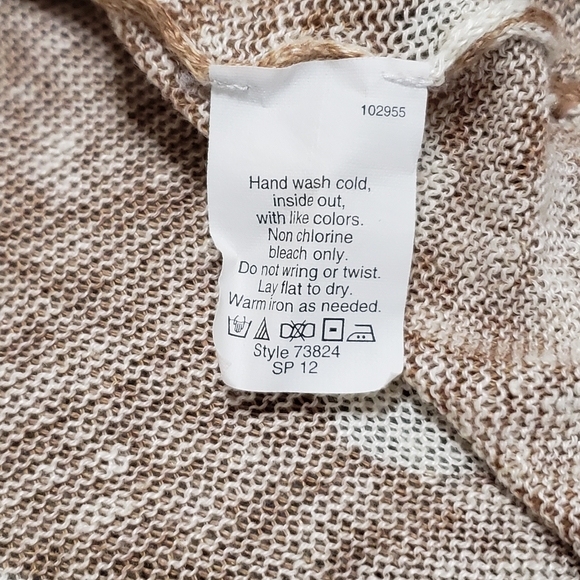 102955
Hand wash cold,
inside out,
with like colors.
Non chlorine
bleach only.
Do not wring or twist.
Lay flat to dry.
Warm iron as needed.
Style 73824
SP 12